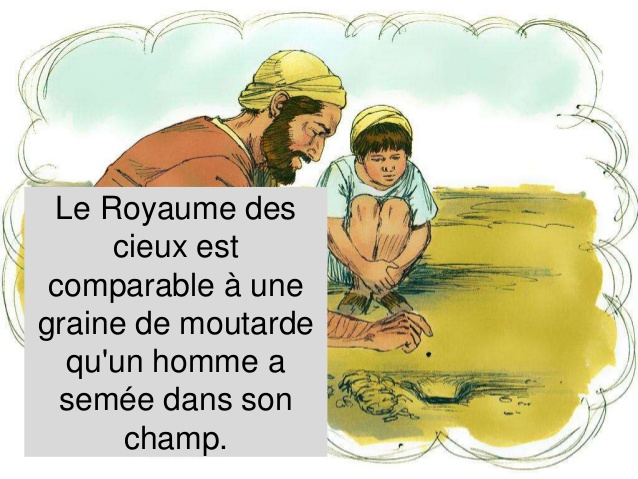 Le Royaume des
cieux est
comparable à une
graine de moutarde
qu'un homme a
semée dans son
champ.